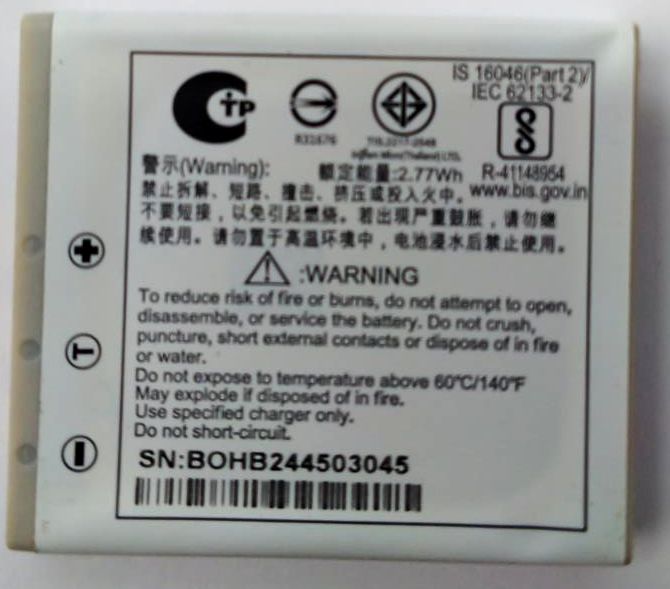 IS 16046(Part 2)/
IEC 62133-2
R31676
R-41148954
www.bis.gov.in
警示(Warning): 额定能量:2.77Wh
禁止拆解、短路、撞击、挤压或投入火中。
不要短接，以免引起燃烧。若出现严重鼓胀，请勿继
续使用。请勿置于高温环境中，电池浸水后禁止使用。
:WARNING
To reduce risk of fire or burns, do not attempt to open,
disassemble, or service the battery. Do not crush,
puncture, short external contacts or dispose of in fire
or water.
Do not expose to temperature above 60℃/140℉
May explode if disposed of in fire.
Use specified charger only.
Do not short-circuit.
SN:BOHB244503045
+
T
−